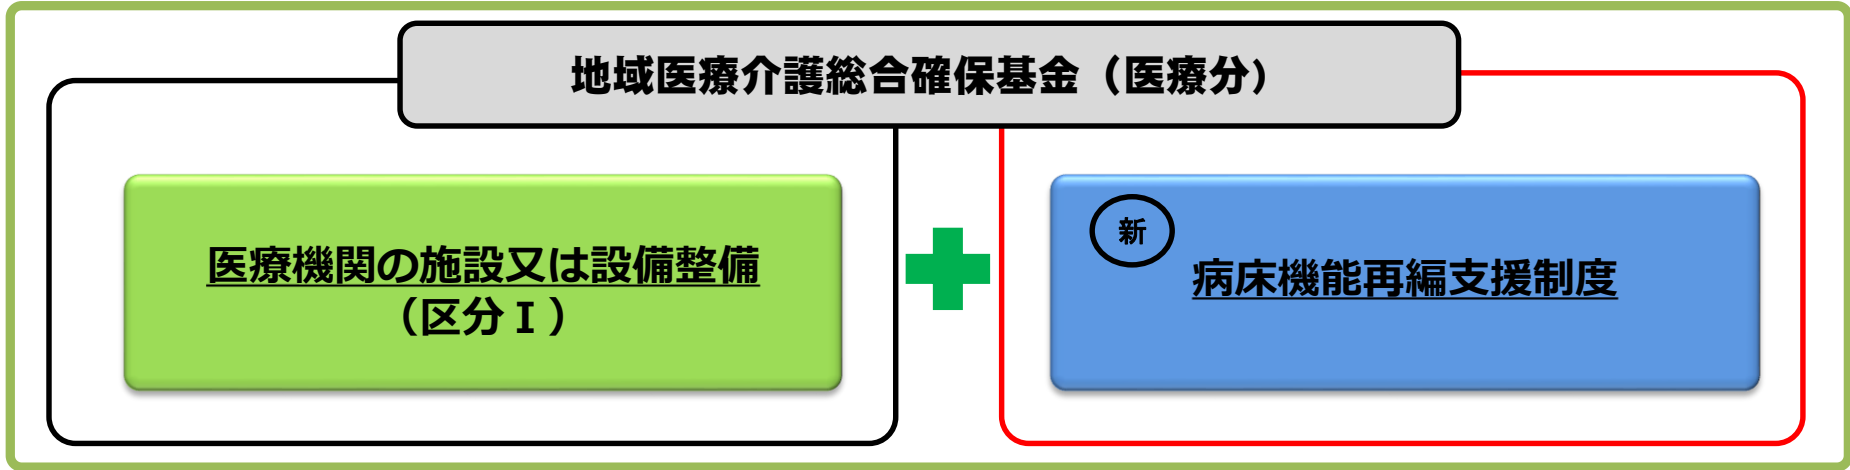 地域医療介護総合確保基金（医療分）
医療機関の施設又は設備整備
（区分Ⅰ）
新
病床機能再編支援制度